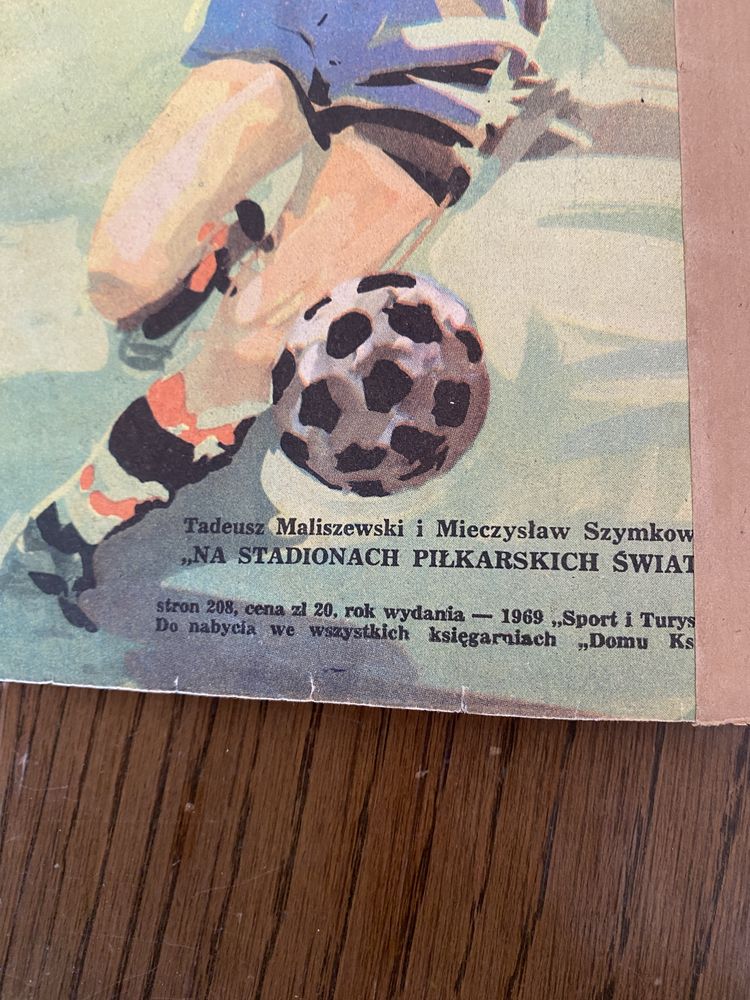 Tadeusz Maliszewski i Mieczysław Szymkow
„NA STADIONACH PIŁKARSKICH ŚWIAT
stron 208, cena zł 20, rok wydania — 1969 „Sport i Turys
Do nabycia we wszystkich księgarniach „Domu Ks